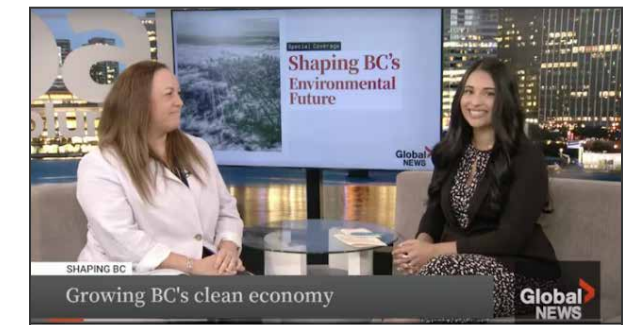 Special Coverage
Shaping BC's
Environmental
Future
Global
NEWS
SHAPING BC
Growing BC's clean economy
Global
NEWS